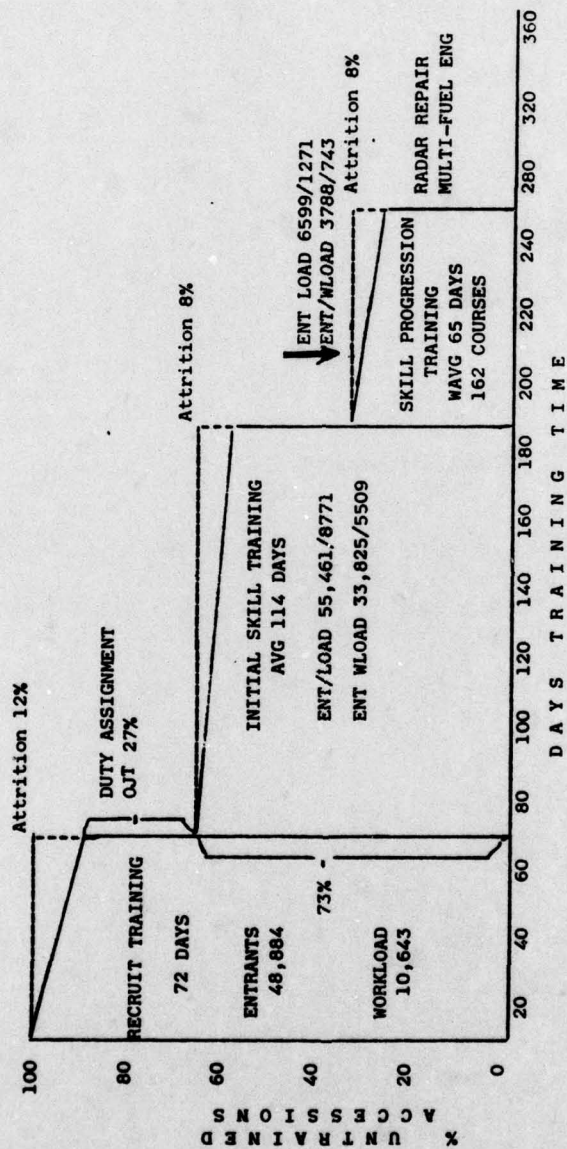 % UNTRAINED
ACCESSIONS
100
80
60
40
20
0
Attrition 12%
DUTY ASSIGNMENT
OJT 27%
RECRUIT TRAINING
72 DAYS
ENTRANTS
48,884
73%
WORKLOAD
10,643
Attrition 8%
INITIAL SKILL TRAINING
AVG 114 DAYS
ENT/LOAD 55,461/8771
ENT WLOAD 33,825/5509
ENT LOAD 6599/1271
ENT/WLOAD 3788/743
Attrition 8%
SKILL PROGRESSION
TRAINING
WAVG 65 DAYS
162 COURSES
RADAR REPAIR
MULTI-FUEL ENG
20 40 60 80 100 120 140 160 180 200 220 240 280 320 360
DAYS TRAINING TIME